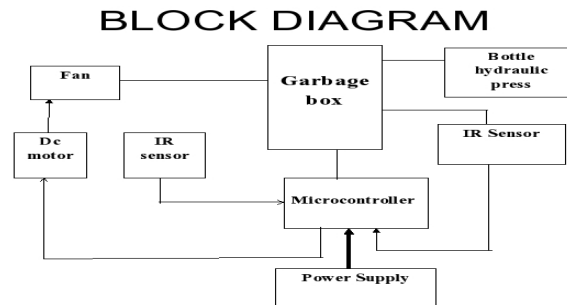 BLOCK DIAGRAM
Fan
Garbage
box
Bottle
hydraulic
press
Dc
motor
IR
sensor
IR Sensor
Microcontroller
Power Supply